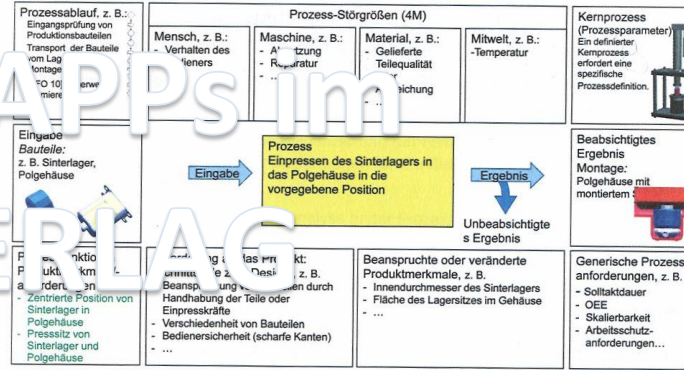 Prozessablauf, z. B.:
Eingangsprüfung von
Produktionsbauteilen
Transport der Bauteile
Prozess-Störgrößen (4M)
Mensch, z. B.:
- Verhalten des
Maschine, z. B.:
- ...
Material, z. B.:
- Gelieferte
Teilequalität
- ...
Mitwelt, z. B.:
-Temperatur
Kernprozess
(Prozessparameter)
Ein definierter
Kernprozess
erfordert eine
spezifische
Prozessdefinition.
APPs im
Eingabe
Bauteile:
z. B. Sinterlager,
Polgehäuse
Eingabe
Prozess
Einpressen des Sinterlagers in
das Polgehäuse in die
vorgegebene Position
Ergebnis
Unbeabsichtigte
s Ergebnis
Beabsichtigtes
Ergebnis
Montage:
Polgehäuse mit
montiertem
ERLAG
- Zentrierte Position von
Sinterlager in
Polgehäuse
- Presssitz von
Sinterlager und
Polgehäuse
z. B.
durch
Handhabung der Teile oder
Einpresskräfte
- Verschiedenheit von Bauteilen
- Bedienersicherheit (scharfe Kanten)
- ...
Beanspruchte oder veränderte
Produktmerkmale, z. B.
- Innendurchmesser des Sinterlagers
- Fläche des Lagersitzes im Gehäuse
- ...
Generische Prozess
anforderungen, z. B.
- Solltaktdauer
- OEE
- Skalierbarkeit
- Arbeitsschutz-
anforderungen...